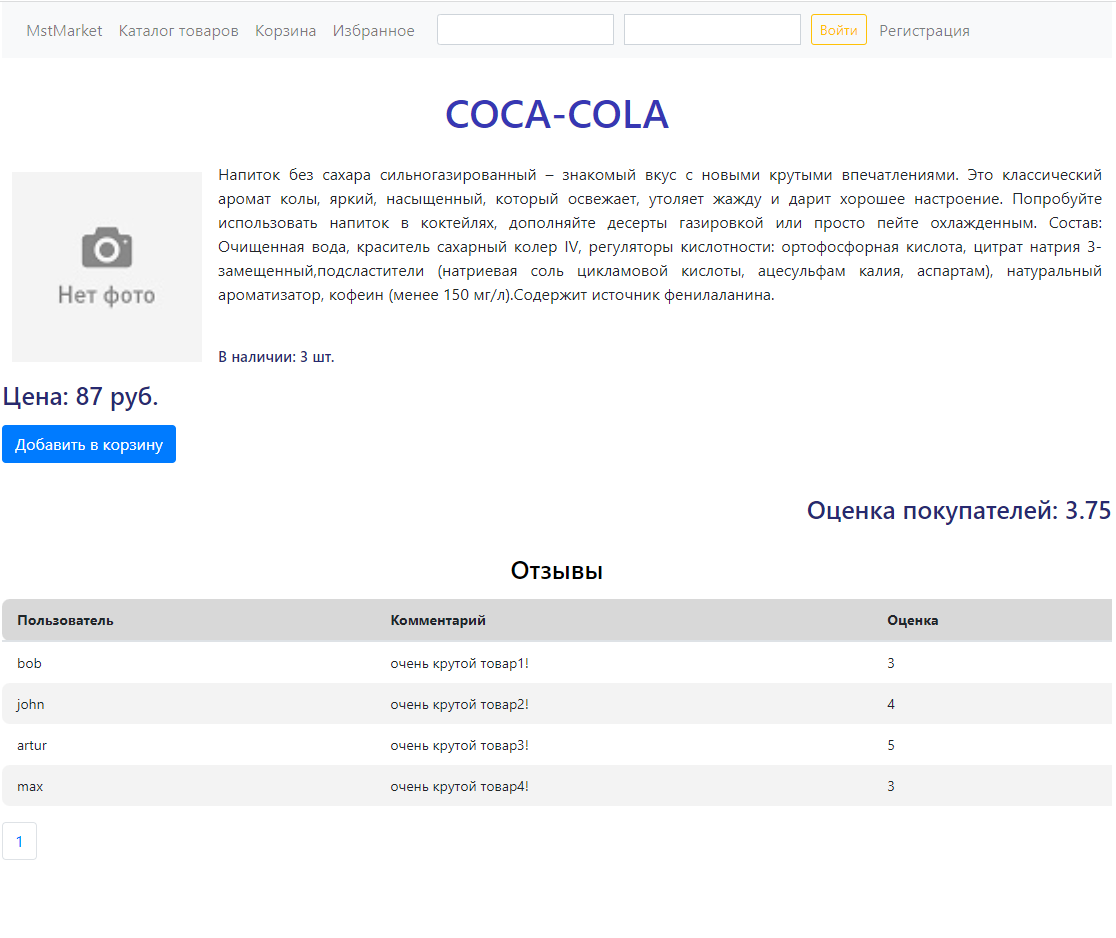 MstMarket Каталог товаров Корзина Избранное Войти Регистрация
COCA-COLA
Напиток без сахара сильногазированный – знакомый вкус с новыми крутыми впечатлениями. Это классический
аромат колы, яркий, насыщенный, который освежает, утоляет жажду и дарит хорошее настроение. Попробуйте
использовать напиток в коктейлях, дополняйте десерты газировкой или просто пейте охлажденным. Состав:
Очищенная вода, краситель сахарный колер IV, регуляторы кислотности: ортофосфорная кислота, цитрат натрия 3-
замещенный,подсластители (натриевая соль цикламовой кислоты, ацесульфам калия, аспартам), натуральный
ароматизатор, кофеин (менее 150 мг/л).Содержит источник фенилаланина.
Нет фото
В наличии: 3 шт.
Цена: 87 руб.
Добавить в корзину
Оценка покупателей: 3.75
Отзывы
Пользователь Комментарий Оценка
bob очень крутой товар1! 3
john очень крутой товар2! 4
artur очень крутой товар3! 5
max очень крутой товар4! 3
1